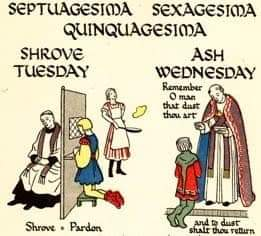 SEPTUAGESIMA SEXAGESIMA
QUINQUAGESIMA
SHROVE
TUESDAY
Shrove = Pardon
ASH
WEDNESDAY
Remember
O man
that dust
thou art
and to dust
shalt thou return